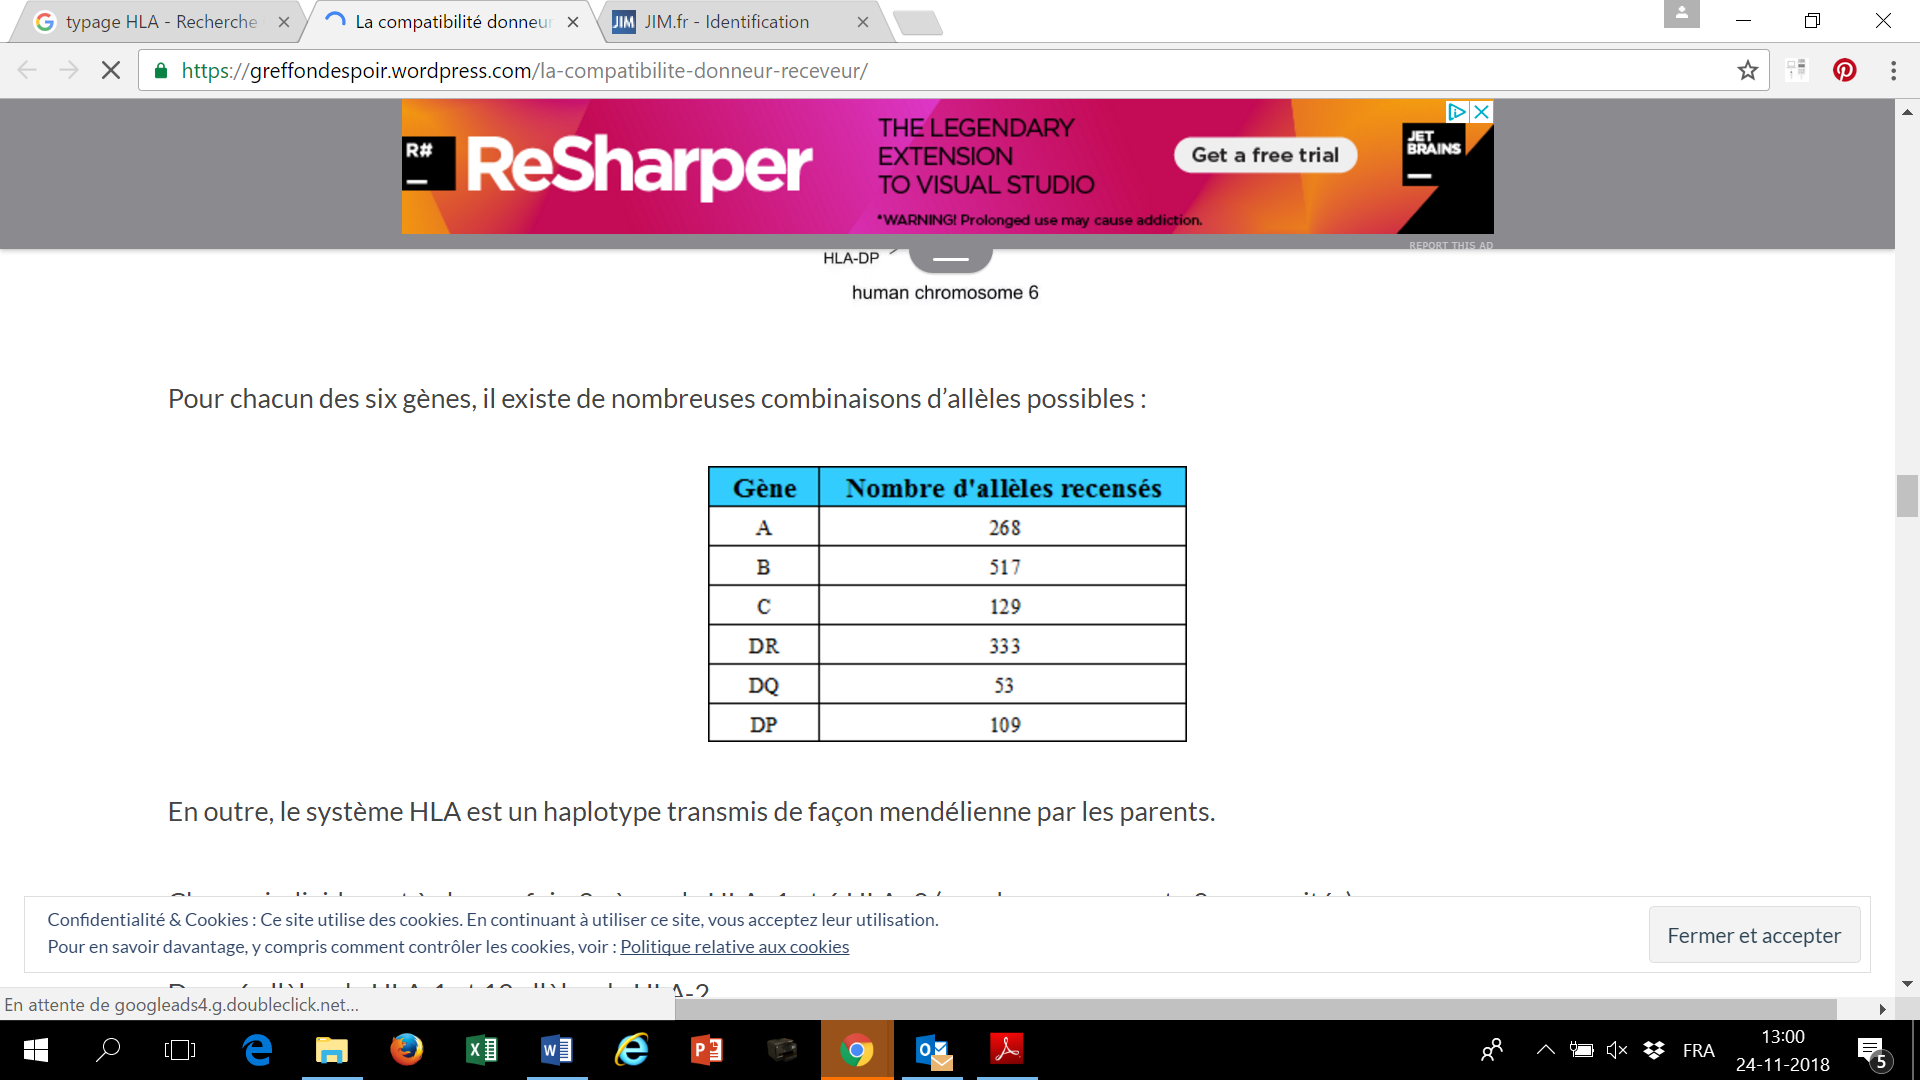 typage HLA - Recherche
La compatibilité donneur
JIM
JIM.fr - Identification
https://greffondespoir.wordpress.com/la-compatibilite-donneur-receveur/
R#
ReSharper
THE LEGENDARY
EXTENSION
TO VISUAL STUDIO
*WARNING! Prolonged use may cause addiction.
Get a free trial
JET
BRAINS
REPORT THIS AD
HLA-DP
human chromosome 6
Pour chacun des six gènes, il existe de nombreuses combinaisons d’allèles possibles :
Gène Nombre d'allèles recensés
A 268
B 517
C 129
DR 333
DQ 53
DP 109
En outre, le système HLA est un haplotype transmis de façon mendélienne par les parents.
Confidentialité & Cookies : Ce site utilise des cookies. En continuant à utiliser ce site, vous acceptez leur utilisation.
Pour en savoir davantage, y compris comment contrôler les cookies, voir : Politique relative aux cookies
Fermer et accepter
En attente de googleads4.g.doubleclick.net...
FRA
13:00
24-11-2018
5